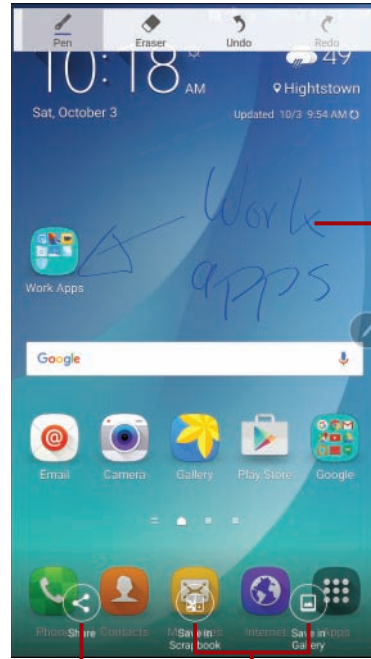 Pen Eraser Undo Redo
10:18 AM 49
Hightstown
Sat, October 3 Updated 10/3 9:54 AM
Work
apps
Work Apps
Google
Email Camera Gallery Play Store Google
Phone Share Contacts Save in Internet Save in Apps
Scrapbook Gallery